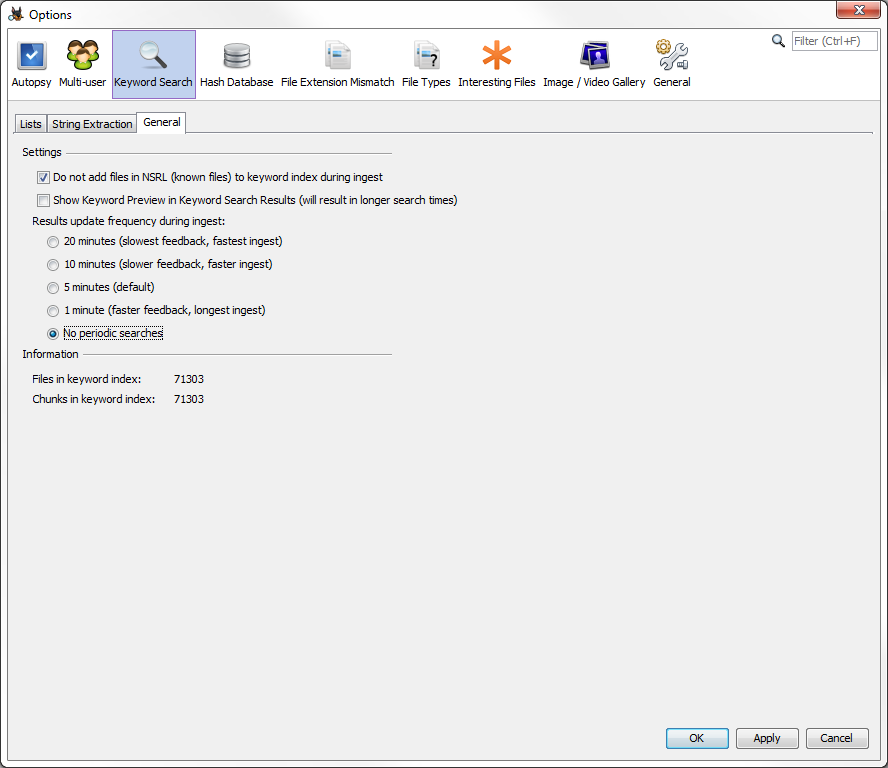 Options
Filter (Ctrl+F)
Autopsy Multi-user Keyword Search Hash Database File Extension Mismatch File Types Interesting Files Image / Video Gallery General
Lists String Extraction General
Settings
Do not add files in NSRL (known files) to keyword index during ingest
Show Keyword Preview in Keyword Search Results (will result in longer search times)
Results update frequency during ingest:
20 minutes (slowest feedback, fastest ingest)
10 minutes (slower feedback, faster ingest)
5 minutes (default)
1 minute (faster feedback, longest ingest)
No periodic searches
Information
Files in keyword index: 71303
Chunks in keyword index: 71303
OK Apply Cancel